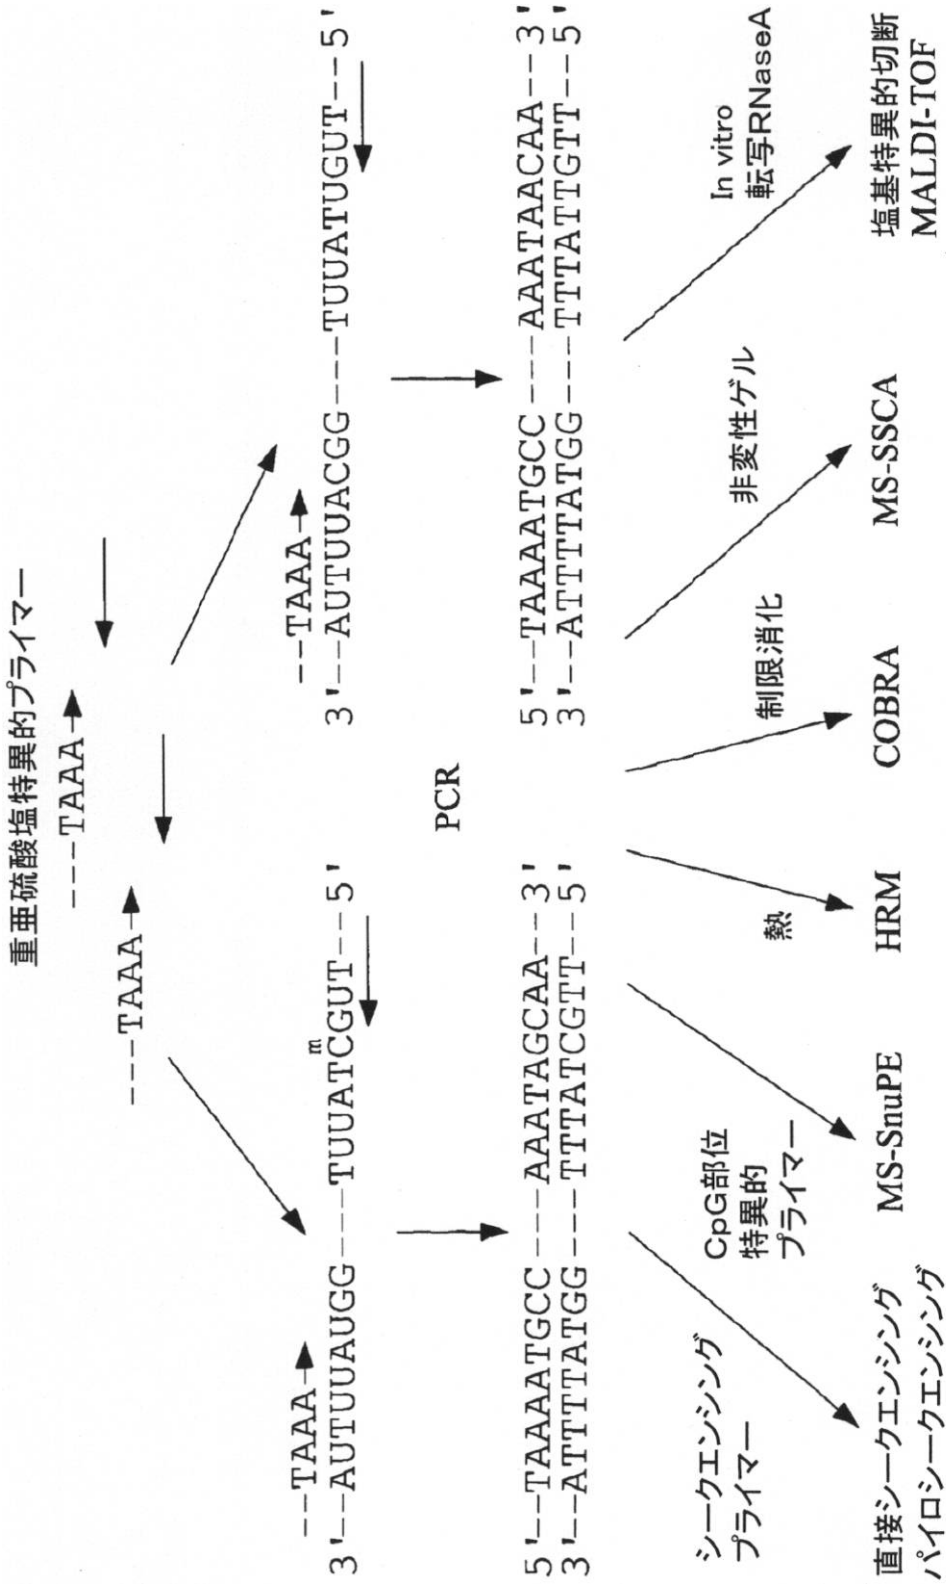 重亜硫酸塩特異的プライマー
---TAAA
---TAAA
--TAAA
3'--AUTUUAUGG----TUUATCGUT--5'
m
--TAAA
3'--AUTUUACGG----TUUATUGUT--5'
PCR
5'--TAAAATGCC----AAATAGCAA--3'
3'--ATTTTATGG----TTTATCGTT--5'
5'--TAAAATGCC----AAATAACAA--3'
3'--ATTTTATGG----TTTATTGTT--5'
シークエンシング
プライマー
CpG部位
特異的
プライマー
熱
制限消化
非変性ゲル
In vitro
転写RNaseA
直接シークエンシング
パイロシークエンシング
MS-SnuPE
HRM
COBRA
MS-SSCA
塩基特異的切断
MALDI-TOF